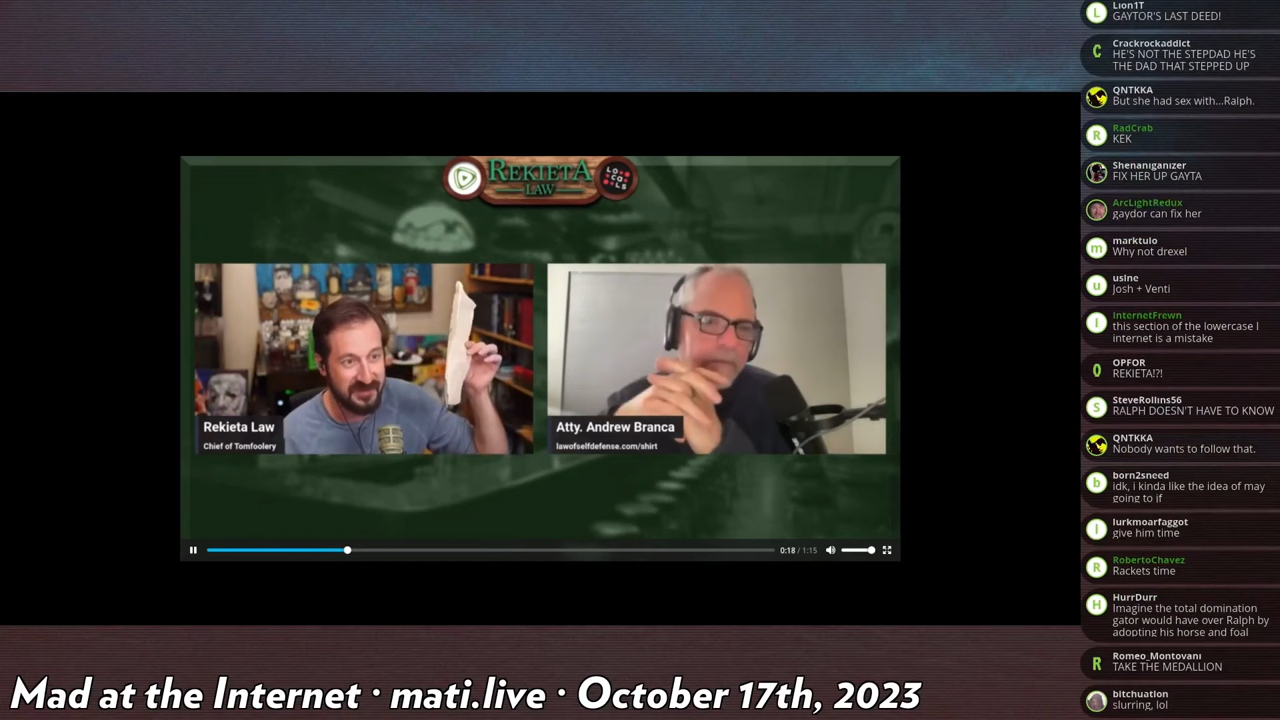 REKIETA
LAW
LO
CA
LS
Rekieta Law
Chief of Tomfoolery
Atty. Andrew Branca
lawofselfdefense.com/shirt
0:18 / 1:15
Mad at the Internet · mati.live · October 17th, 2023
L
Lion1T
GAYTOR'S LAST DEED!
C
Crackrockaddict
HE'S NOT THE STEPDAD HE'S
THE DAD THAT STEPPED UP
QNTKKA
But she had sex with...Ralph.
R
RadCrab
KEK
Shenaniganizer
FIX HER UP GAYTA
ArcLightRedux
gaydor can fix her
m
marktulo
Why not drexel
u
usine
Josh + Venti
I
InternetFrewn
this section of the lowercase I
internet is a mistake
O
OPFOR
REKIETA!?!
S
SteveRollins56
RALPH DOESN'T HAVE TO KNOW
QNTKKA
Nobody wants to follow that.
b
born2sneed
idk, i kinda like the idea of may
going to jf
l
lurkmoarfaggot
give him time
R
RobertoChavez
Rackets time
H
HurrDurr
Imagine the total domination
gator would have over Ralph by
adopting his horse and foal
R
Romeo_Montovani
TAKE THE MEDALLION
bitchuation
slurring, lol